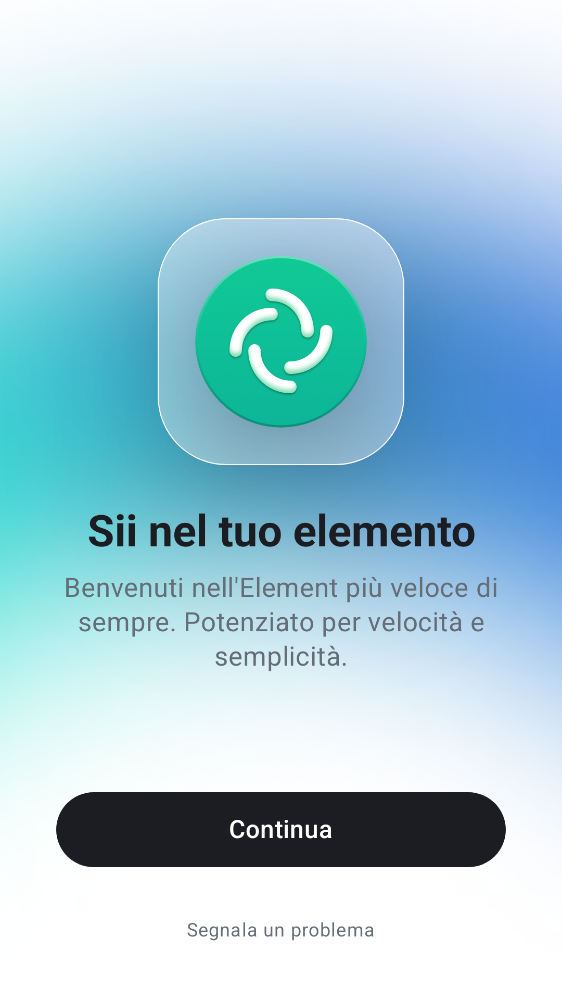 Sii nel tuo elemento
Benvenuti nell'Element più veloce di
sempre. Potenziato per velocità e
semplicità.
Continua
Segnala un problema